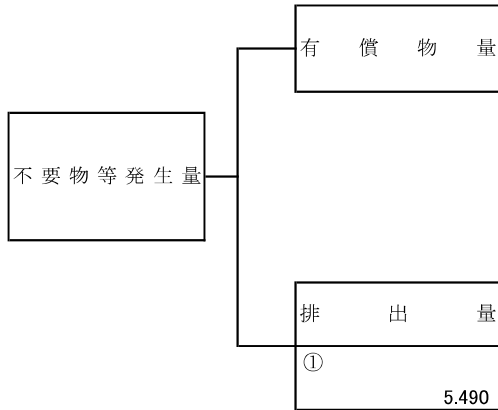 有償物量
不要物等発生量
排出量
①
5.490